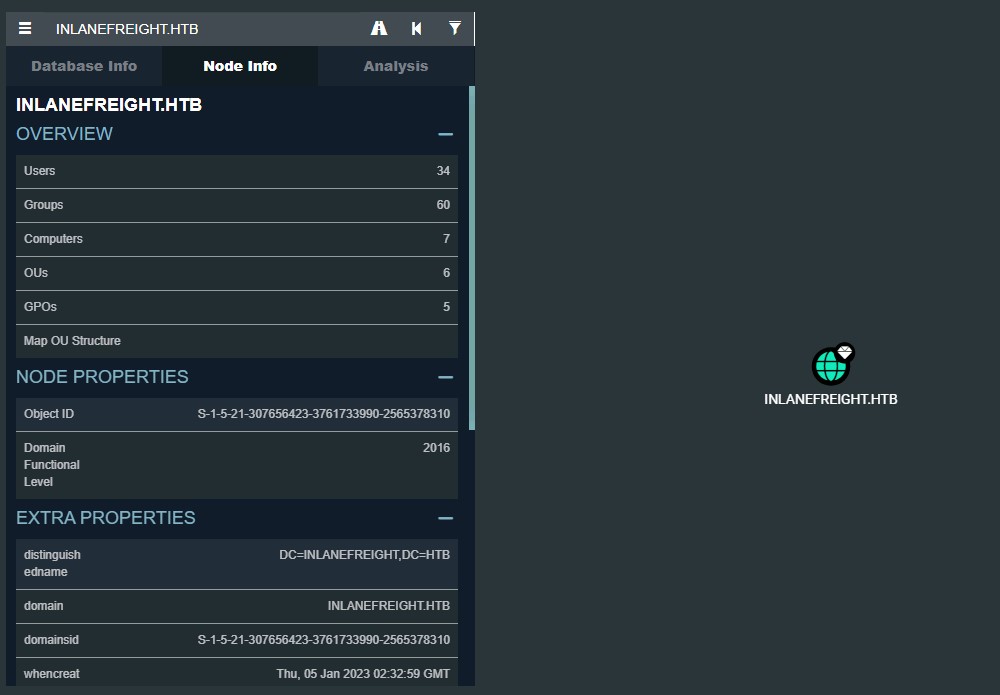 INLANEFREIGHT.HTB
Database Info Node Info Analysis
INLANEFREIGHT.HTB
OVERVIEW
Users 34
Groups 60
Computers 7
OUs 6
GPOs 5
Map OU Structure
NODE PROPERTIES
Object ID S-1-5-21-307656423-3761733990-2565378310
Domain 2016
Functional
Level
EXTRA PROPERTIES
distinguish DC=INLANEFREIGHT,DC=HTB
edname
domain INLANEFREIGHT.HTB
domainsid S-1-5-21-307656423-3761733990-2565378310
whencreat Thu, 05 Jan 2023 02:32:59 GMT
INLANEFREIGHT.HTB